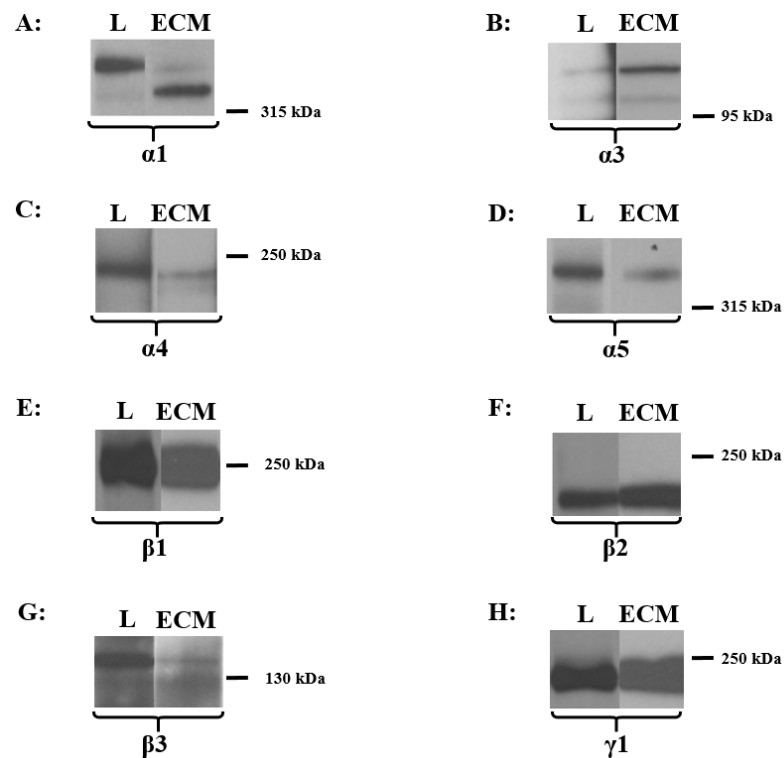 A: L ECM
315 kDa
α1
B: L ECM
95 kDa
α3
C: L ECM
250 kDa
α4
D: L ECM
315 kDa
α5
E: L ECM
250 kDa
β1
F: L ECM
250 kDa
β2
G: L ECM
130 kDa
β3
H: L ECM
250 kDa
γ1